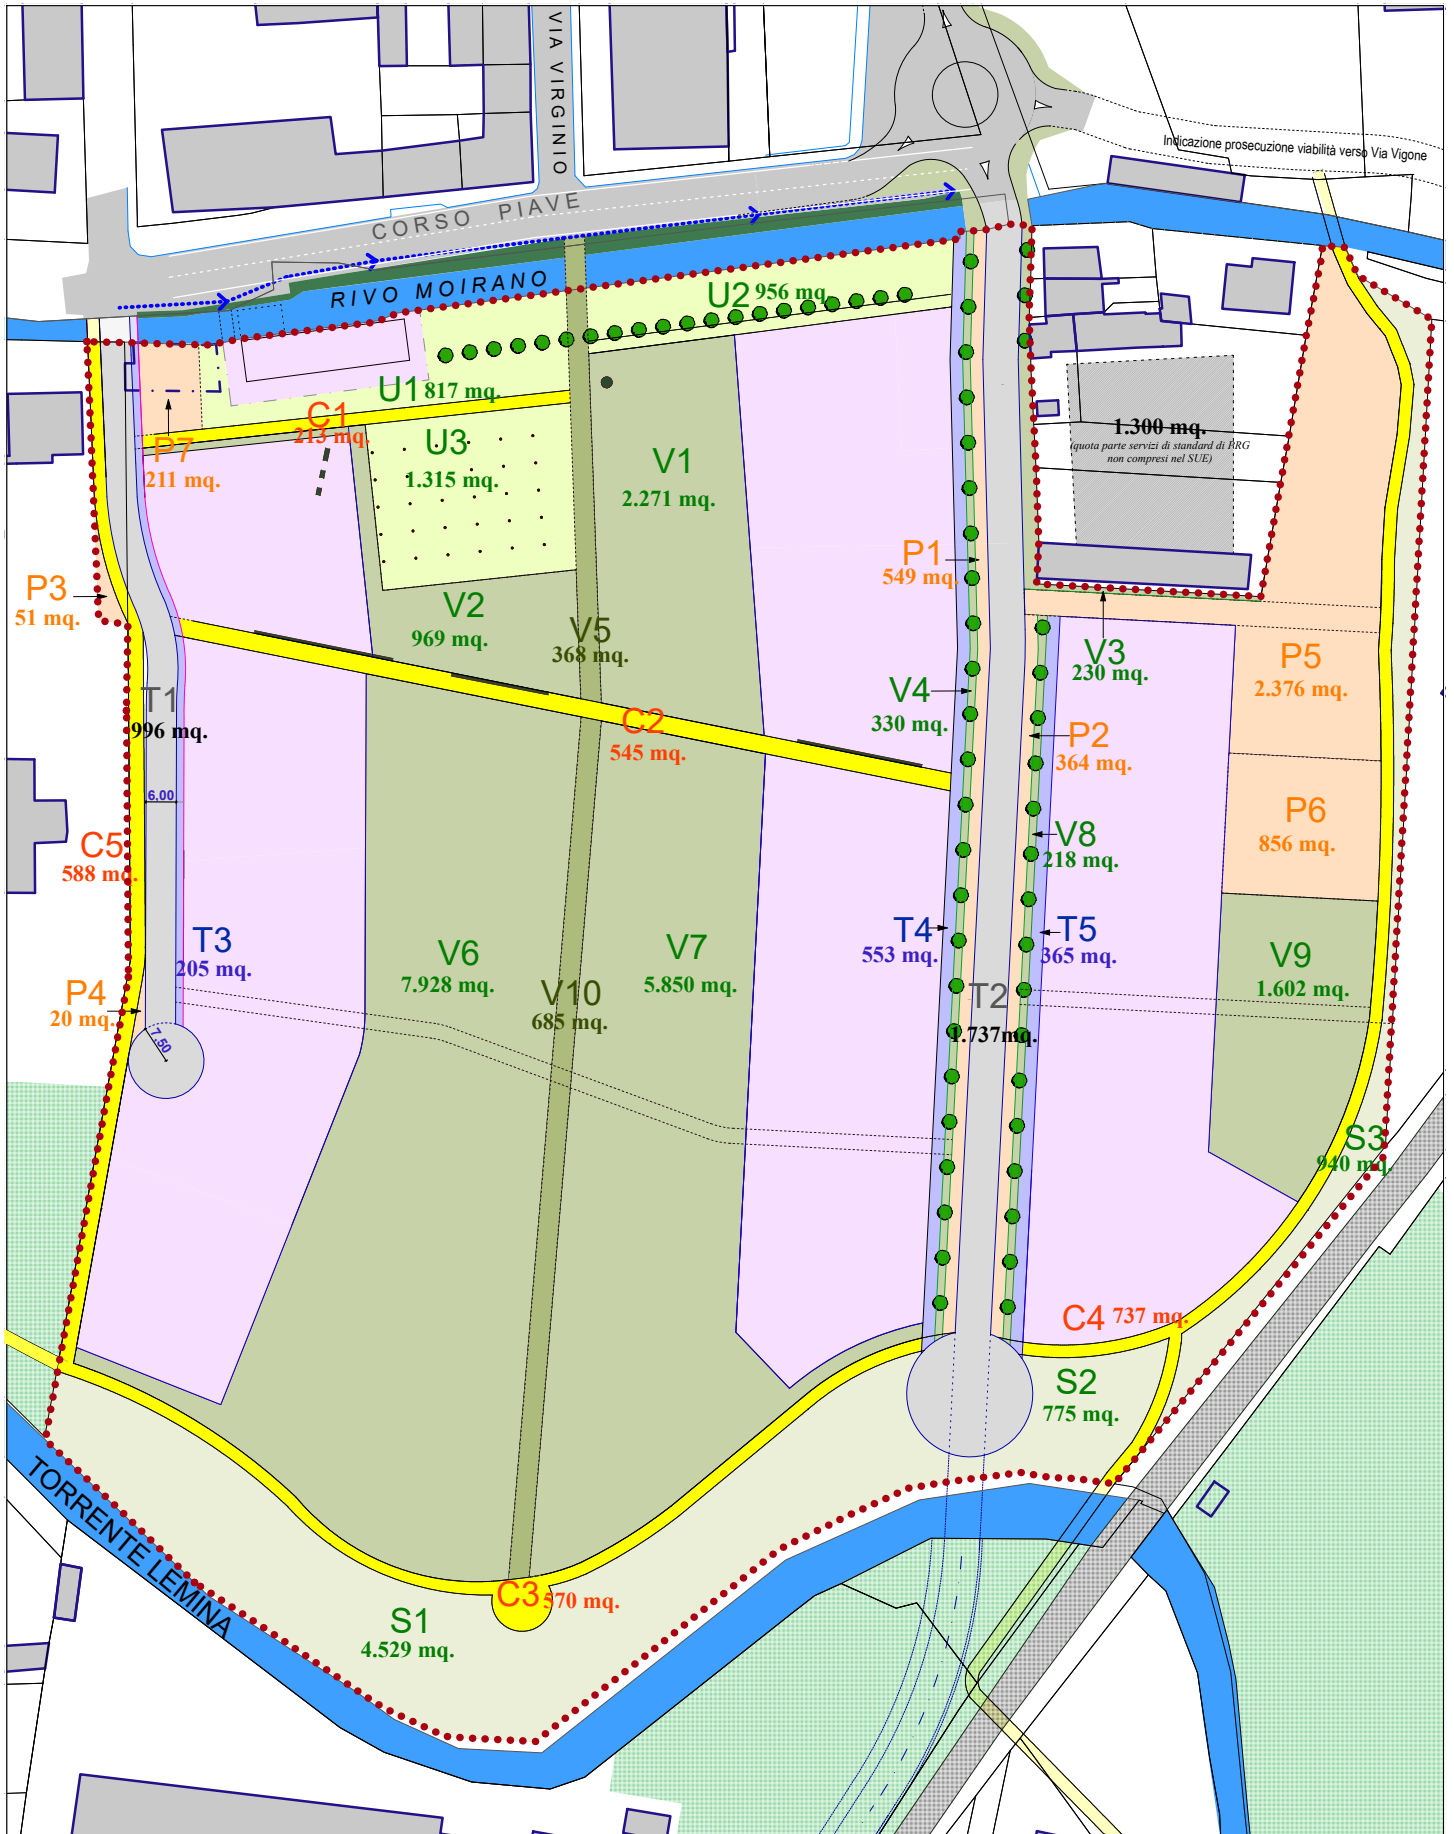 VIA VIRGINIO
Indicazione prosecuzione viabilità verso Via Vigone
CORSO PIAVE
RIVO MOIRANO
U2 956 mq.
U1 817 mq.
C1
213 mq.
P7
211 mq.
U3
1.315 mq.
V1
2.271 mq.
1.300 mq.
(quota parte servizi di standard di PRG
non compresi nel SUE)
P1
549 mq.
P3
51 mq.
V2
969 mq.
V5
368 mq.
V3
230 mq.
P5
2.376 mq.
T1
996 mq.
V4
330 mq.
C2
545 mq.
P2
364 mq.
6,00
P6
856 mq.
C5
588 mq.
V8
218 mq.
T3
205 mq.
V6
7.928 mq.
V7
5.850 mq.
T4
553 mq.
T5
365 mq.
V9
1.602 mq.
P4
20 mq.
V10
685 mq.
T2
1.737mq.
7.50
S3
940 mq.
C4 737 mq.
S2
775 mq.
TORRENTE LEMINA
C3 570 mq.
S1
4.529 mq.